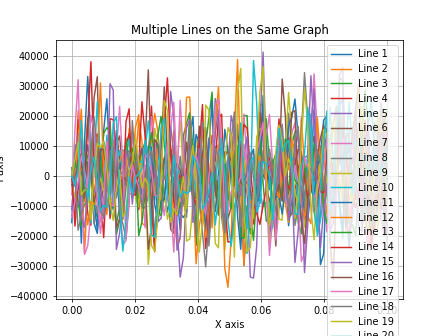 Multiple Lines on the Same Graph
40000
30000
20000
10000
0
−10000
−20000
−30000
−40000
0.00
0.02
0.04
0.06
X axis
Line 1
Line 2
Line 3
Line 4
Line 5
Line 6
Line 7
Line 8
Line 9
Line 10
Line 11
Line 12
Line 13
Line 14
Line 15
Line 16
Line 17
Line 18
Line 19
Line 20